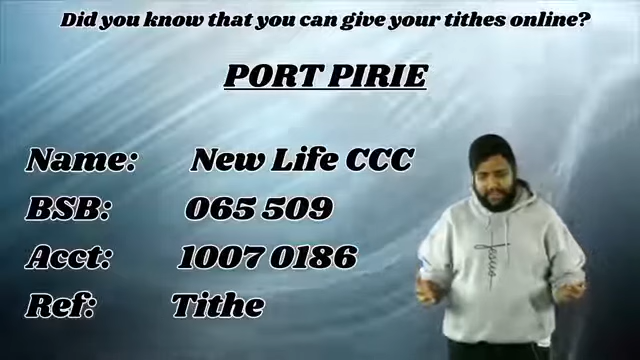 Did you know that you can give your tithes online?
PORT PIRIE
Name: New Life CCC
BSB: 065 509
Acct: 1007 0186
Ref: Tithe
Jesus